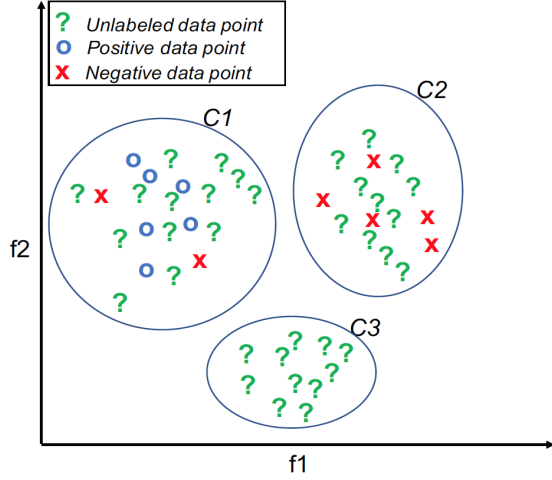 ? Unlabeled data point
o Positive data point
x Negative data point
C1
C2
f2
C3
f1